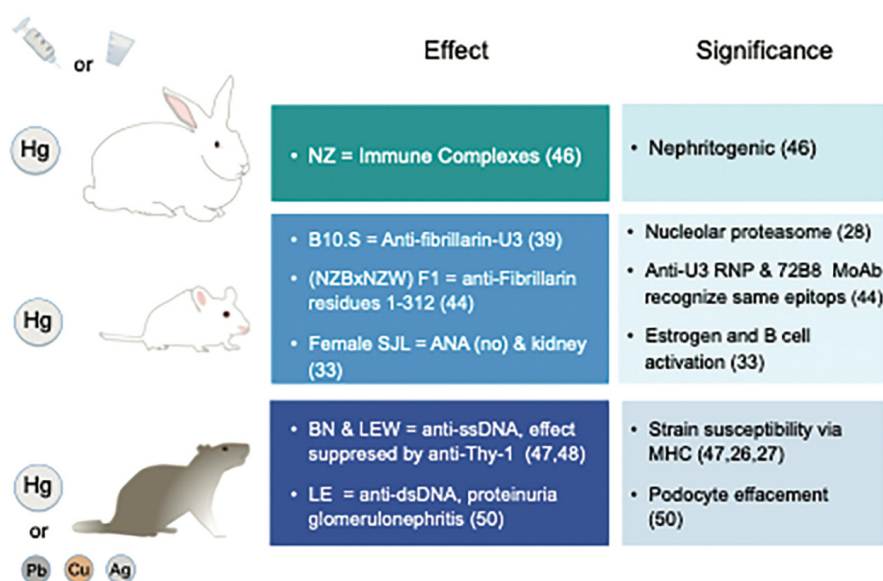 or
Effect
Significance
Hg
• NZ = Immune Complexes (46)
• Nephritogenic (46)
Hg
• B10.S = Anti-fibrillarin-U3 (39)
• (NZBxNZW) F1 = anti-Fibrillarin
residues 1-312 (44)
• Female SJL = ANA (no) & kidney
(33)
• Nucleolar proteasome (28)
• Anti-U3 RNP & 72B8 MoAb
recognize same epitops (44)
• Estrogen and B cell
activation (33)
Hg
or
Pb Cu Ag
• BN & LEW = anti-ssDNA, effect
suppresed by anti-Thy-1 (47,48)
• LE = anti-dsDNA, proteinuria
glomerulonephritis (50)
• Strain susceptibility via
MHC (47,26,27)
• Podocyte effacement
(50)